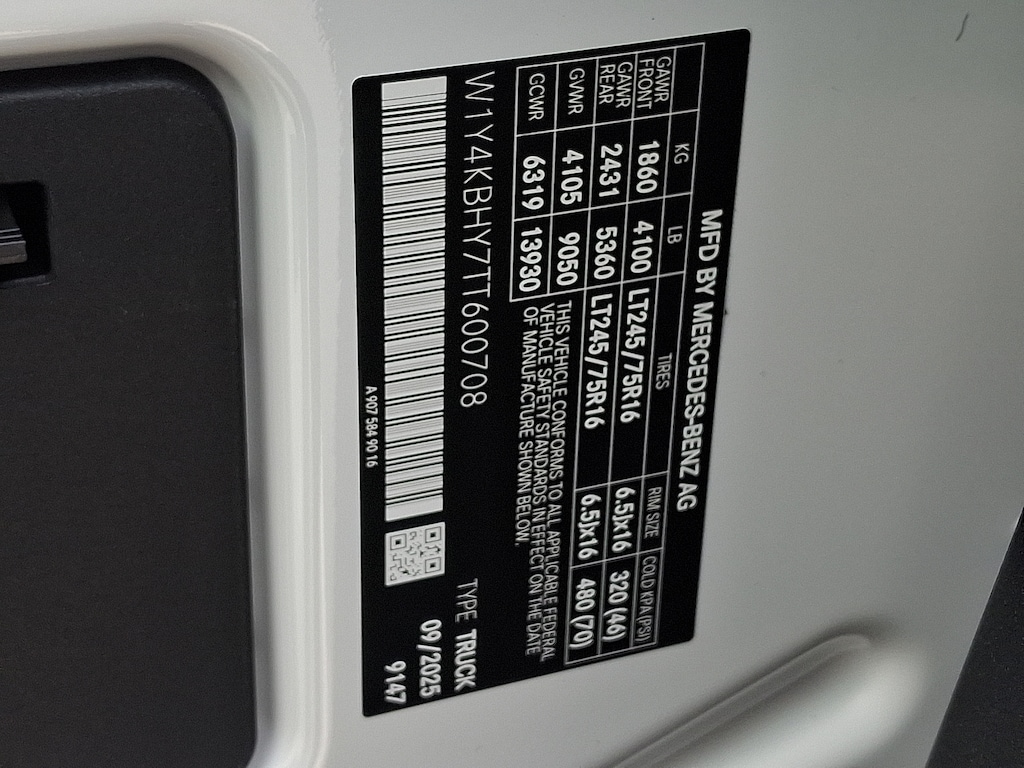 MFD BY MERCEDES-BENZ AG
KG LB TIRES RIM SIZE COLD KPA (PSI)
GAWR FRONT 1860 4100 LT245/75R16 6.5Jx16 320 (46)
GAWR REAR 2431 5360 LT245/75R16 6.5Jx16 480 (70)
GVWR 4105 9050
GCWR 6319 13930
THIS VEHICLE CONFORMS TO ALL APPLICABLE FEDERAL
VEHICLE SAFETY STANDARDS IN EFFECT ON THE DATE
OF MANUFACTURE SHOWN BELOW.
W1Y4KBHY7TT600708
TYPE TRUCK
09/2025
9147
A 907 584 90 16